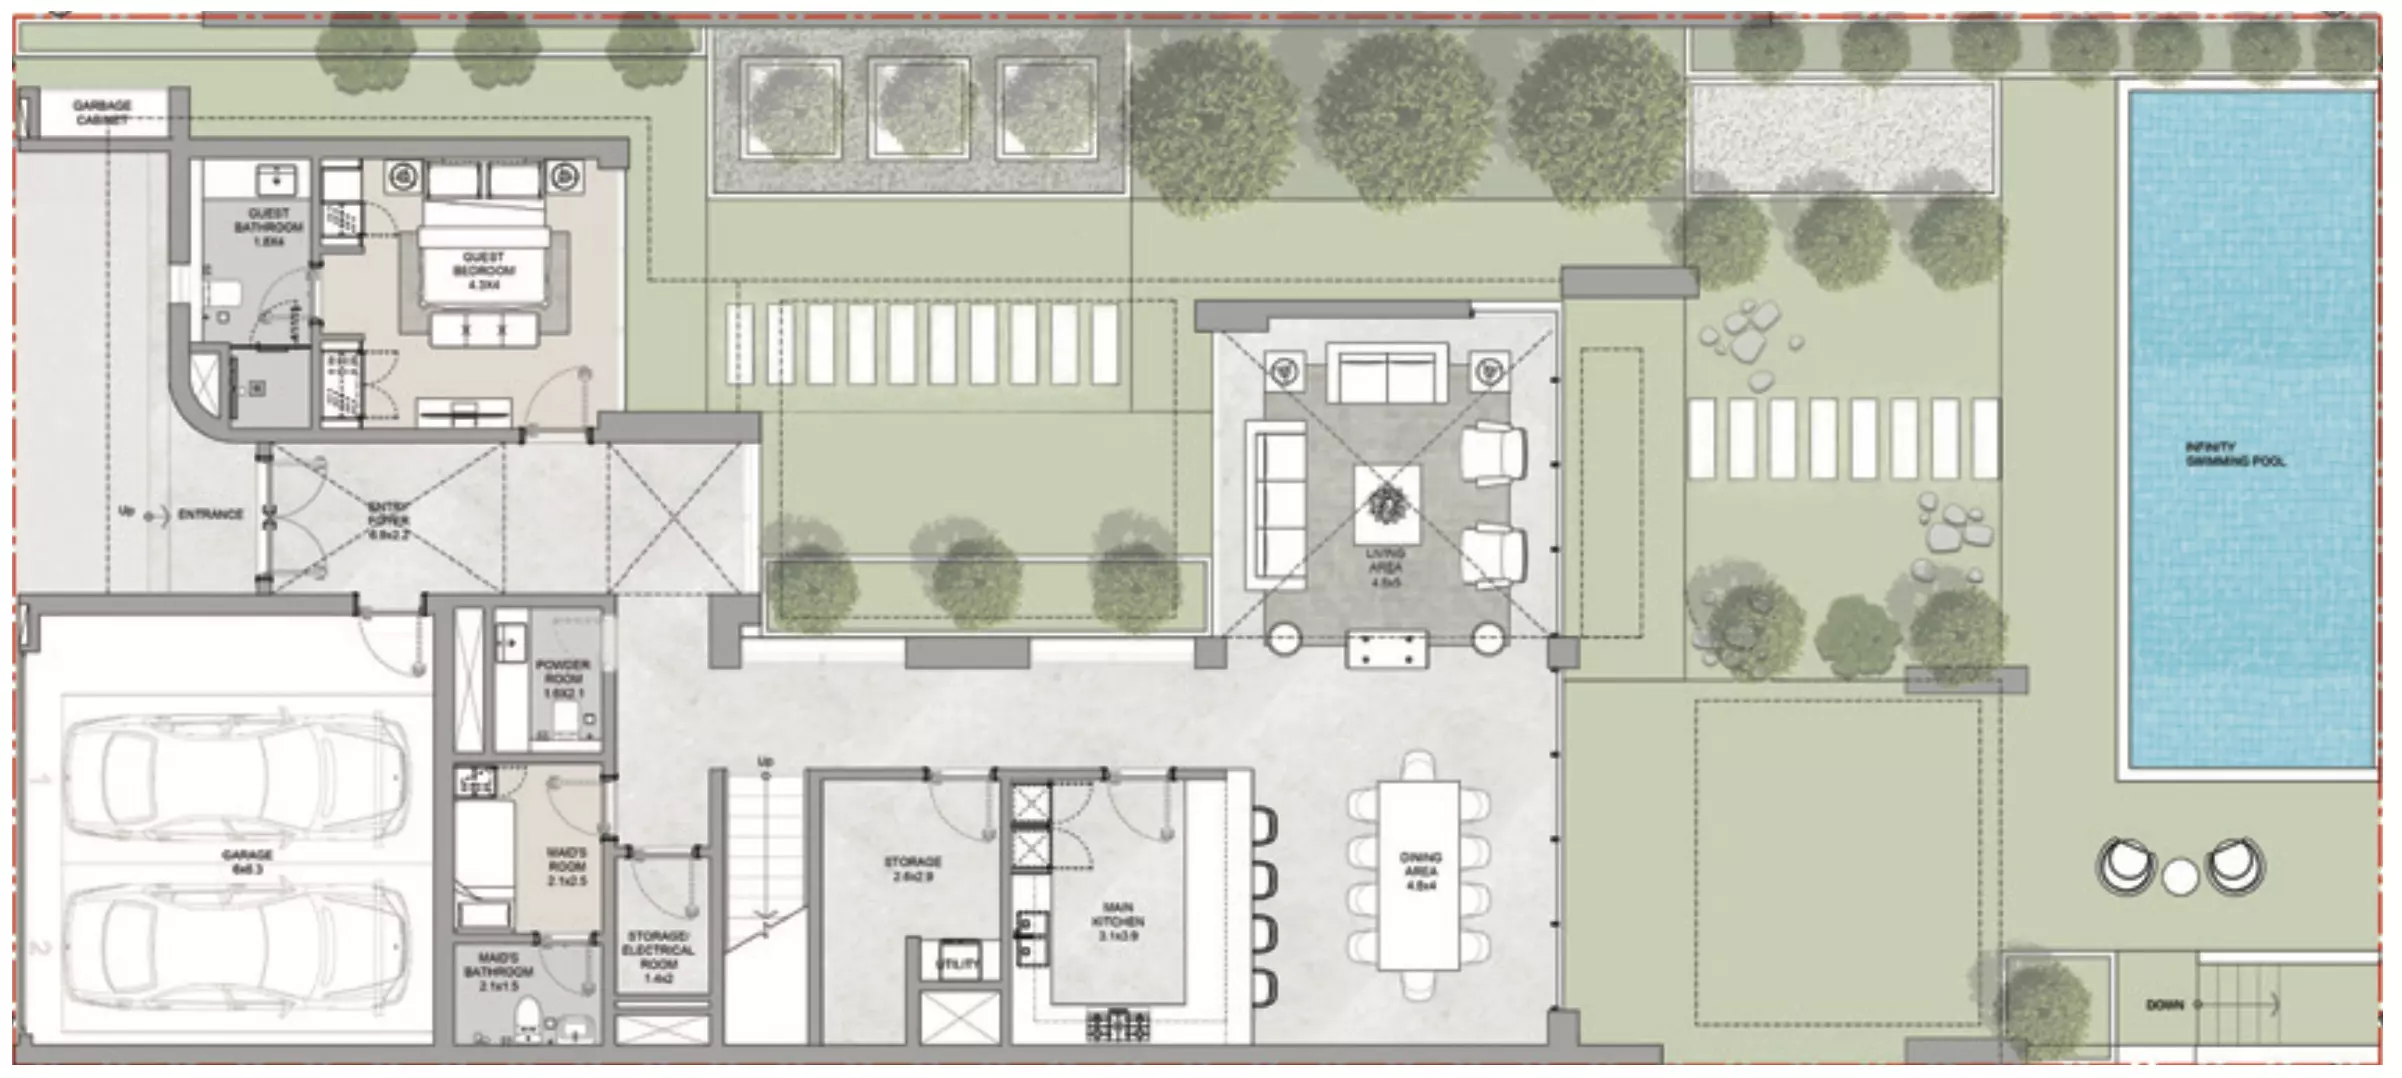 GARBAGE
CABINET
GUEST
BATHROOM
1.8X4
GUEST
BEDROOM
4.3X4
Up
ENTRANCE
ENTRY
FOYER
6.9x2.2
LIVING
AREA
4.8x5
INFINITY
SWIMMING POOL
POWDER
ROOM
1.6X2.1
Up
1
GARAGE
6x6.3
2
MAID'S
ROOM
2.1x2.5
STORAGE
2.6x2.9
DINING
AREA
4.8x4
MAIN
KITCHEN
3.1x3.9
STORAGE/
ELECTRICAL
ROOM
1.4x2
MAID'S
BATHROOM
2.1x1.5
UTILITY
DOWN